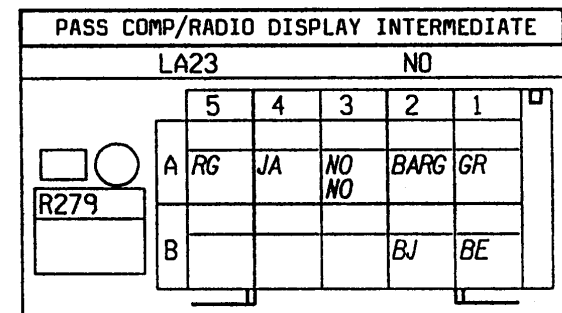 PASS COMP/RADIO DISPLAY INTERMEDIATE
LA23 NO
5 4 3 2 1
A RG JA NO BARG GR
NO
R279
B BJ BE